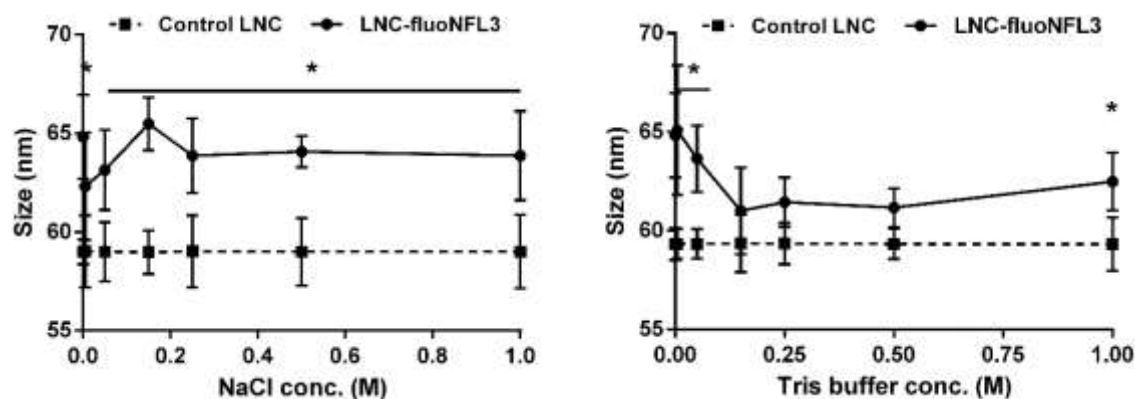 Control LNC LNC-fluoNFL3
70
65
60
55
Size (nm)
* *
0.0 0.2 0.4 0.6 0.8 1.0
NaCl conc. (M)
Control LNC LNC-fluoNFL3
70
65
60
55
Size (nm)
* *
0.00 0.25 0.50 0.75 1.00
Tris buffer conc. (M)